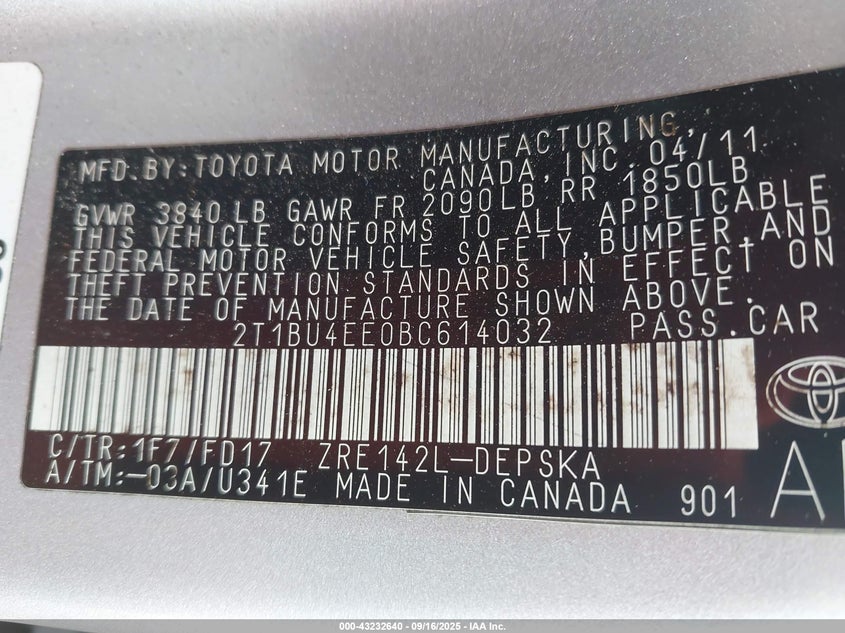 MFD.BY:TOYOTA MOTOR MANUFACTURING,
CANADA,INC. 04/11
GVWR 3840 LB GAWR FR 2090LB RR 1850LB
THIS VEHICLE CONFORMS TO ALL APPLICABLE
FEDERAL MOTOR VEHICLE SAFETY,BUMPER,AND
THEFT PREVENTION STANDARDS IN EFFECT ON
THE DATE OF MANUFACTURE SHOWN ABOVE.
2T1BU4EE0BC614032 PASS.CAR
C/TR:1F7/FD17 ZRE142L-DEPSKA
A/TM:-03A/U341E MADE IN CANADA 901
000-43232640 - 09/16/2025 - IAA Inc.